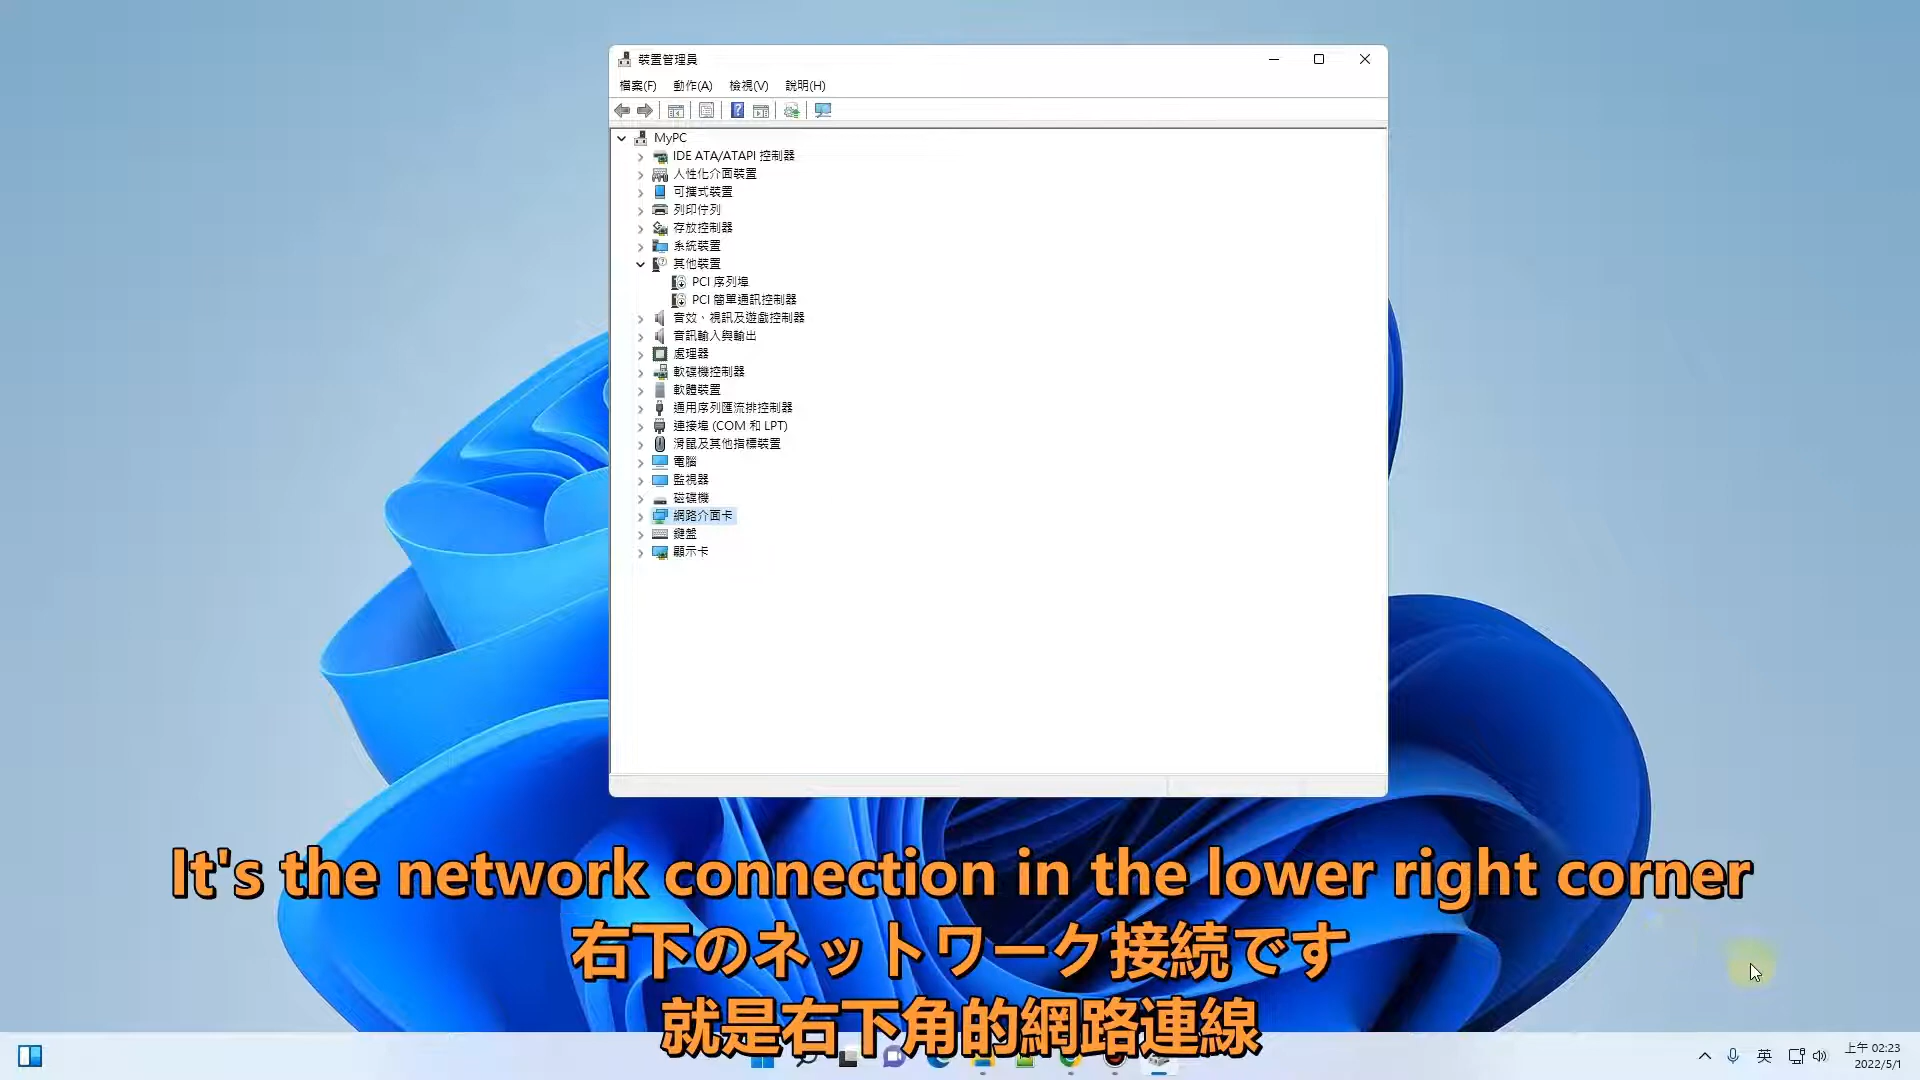 裝置管理員
檔案(F) 動作(A) 檢視(V) 說明(H)
MyPC
IDE ATA/ATAPI 控制器
人性化介面裝置
可攜式裝置
列印佇列
存放控制器
系統裝置
其他裝置
PCI 序列埠
PCI 簡單通訊控制器
音效、視訊及遊戲控制器
音訊輸入與輸出
處理器
軟碟機控制器
軟體裝置
通用序列匯流排控制器
連接埠 (COM 和 LPT)
滑鼠及其他指標裝置
電腦
監視器
磁碟機
網路介面卡
鍵盤
顯示卡
It's the network connection in the lower right corner
右下のネットワーク接続です
就是右下角的網路連線
英
上午 02:23
2022/5/1